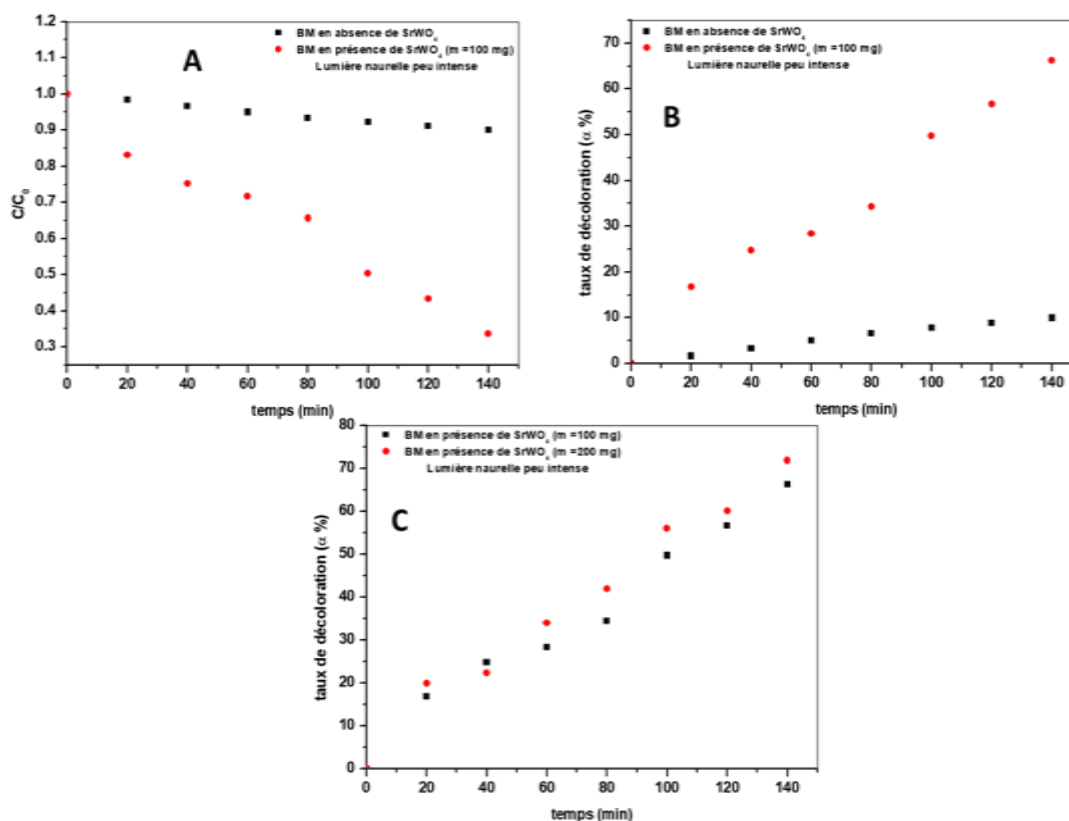 BM en absence de SrWO₄
BM en présence de SrWO₄ (m =100 mg)
Lumière naurelle peu intense
A
1.2
1.1
1.0
0.9
0.8
0.7
0.6
0.5
0.4
0.3
C/C₀
0 20 40 60 80 100 120 140
temps (min)
BM en absence de SrWO₄
BM en présence de SrWO₄ (m =100 mg)
Lumière naurelle peu intense
B
70
60
50
40
30
20
10
0
taux de décoloration (α %)
0 20 40 60 80 100 120 140
temps (min)
BM en présence de SrWO₄ (m =100 mg)
BM en présence de SrWO₄ (m =200 mg)
Lumière naurelle peu intense
C
80
70
60
50
40
30
20
10
0
taux de décoloration (α %)
0 20 40 60 80 100 120 140
temps (min)